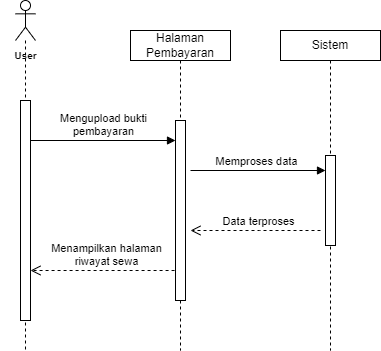 User
Halaman
Pembayaran
Sistem
Mengupload bukti
pembayaran
Memproses data
Data terproses
Menampilkan halaman
riwayat sewa